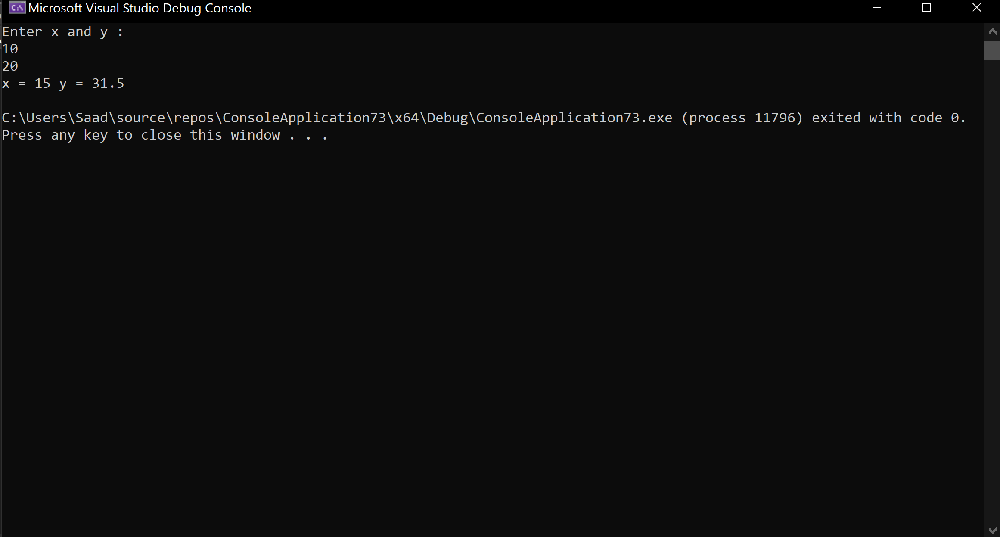 Microsoft Visual Studio Debug Console
Enter x and y :
10
20
x = 15 y = 31.5
C:\Users\Saad\source\repos\ConsoleApplication73\x64\Debug\ConsoleApplication73.exe (process 11796) exited with code 0.
Press any key to close this window . . .